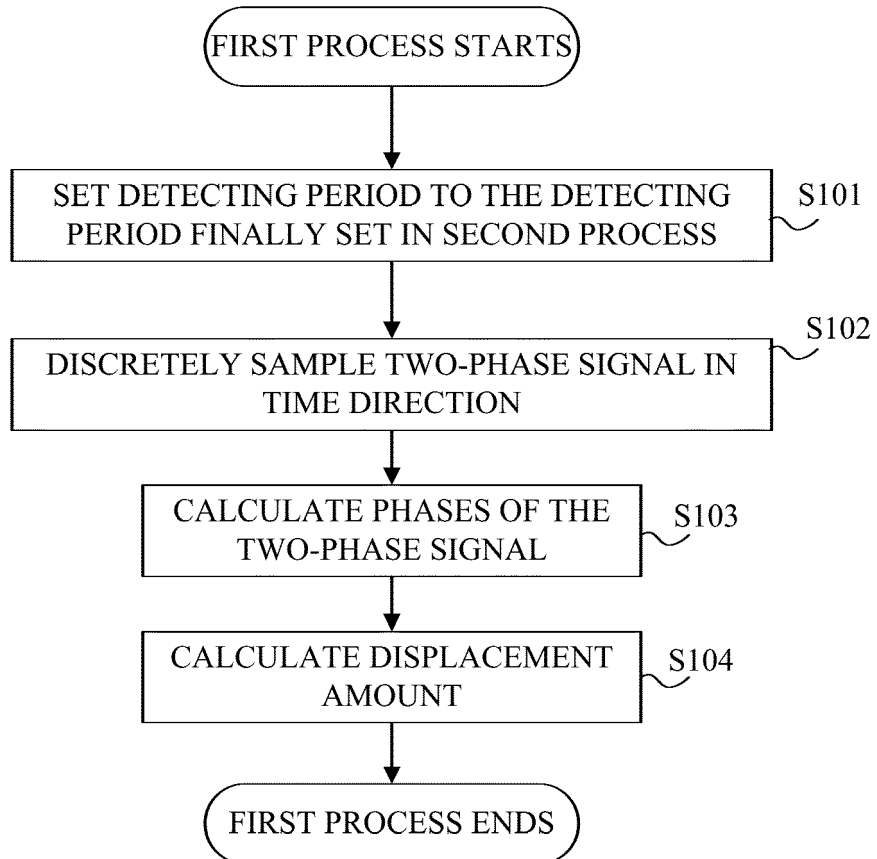 FIRST PROCESS STARTS
SET DETECTING PERIOD TO THE DETECTING
PERIOD FINALLY SET IN SECOND PROCESS
S101
DISCRETELY SAMPLE TWO-PHASE SIGNAL IN
TIME DIRECTION
S102
CALCULATE PHASES OF THE
TWO-PHASE SIGNAL
S103
CALCULATE DISPLACEMENT
AMOUNT
S104
FIRST PROCESS ENDS